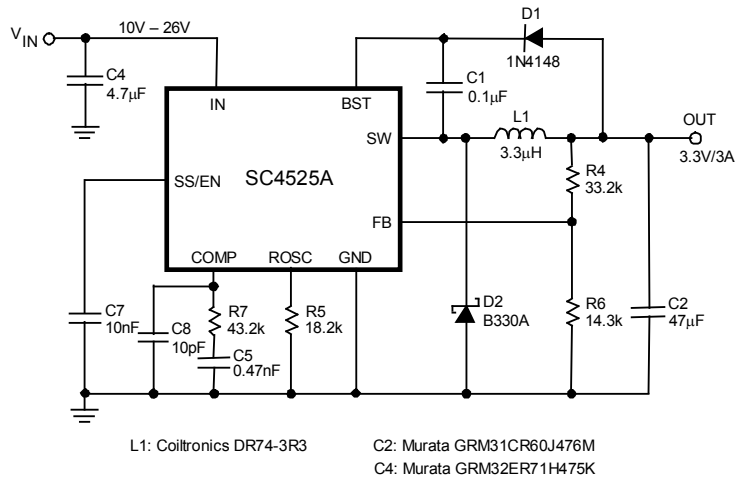 D1
V IN
10V – 26V
1N4148
C4
4.7µF
C1
0.1µF
IN
BST
L1
OUT
SW
3.3µH
3.3V/3A
SS/EN
SC4525A
R4
33.2k
FB
COMP
ROSC
GND
C7
10nF
C8
10pF
R7
43.2k
R5
18.2k
D2
B330A
R6
14.3k
C2
47µF
C5
0.47nF
L1: Coiltronics DR74-3R3
C2: Murata GRM31CR60J476M
C4: Murata GRM32ER71H475K